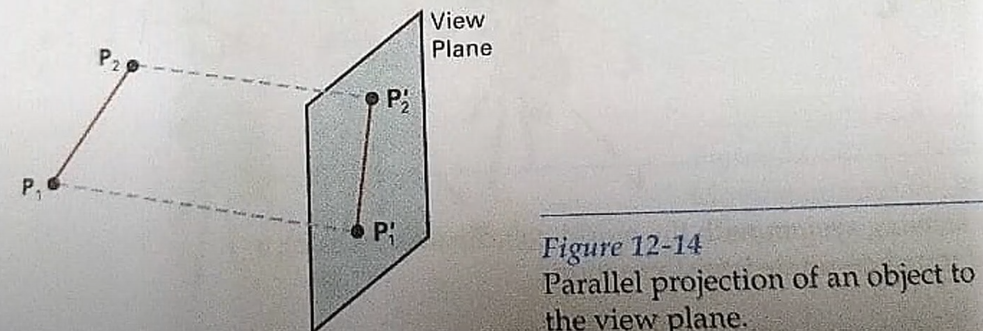 View
Plane
P₂
P'₂
P₁
P'₁
Figure 12-14
Parallel projection of an object to
the view plane.